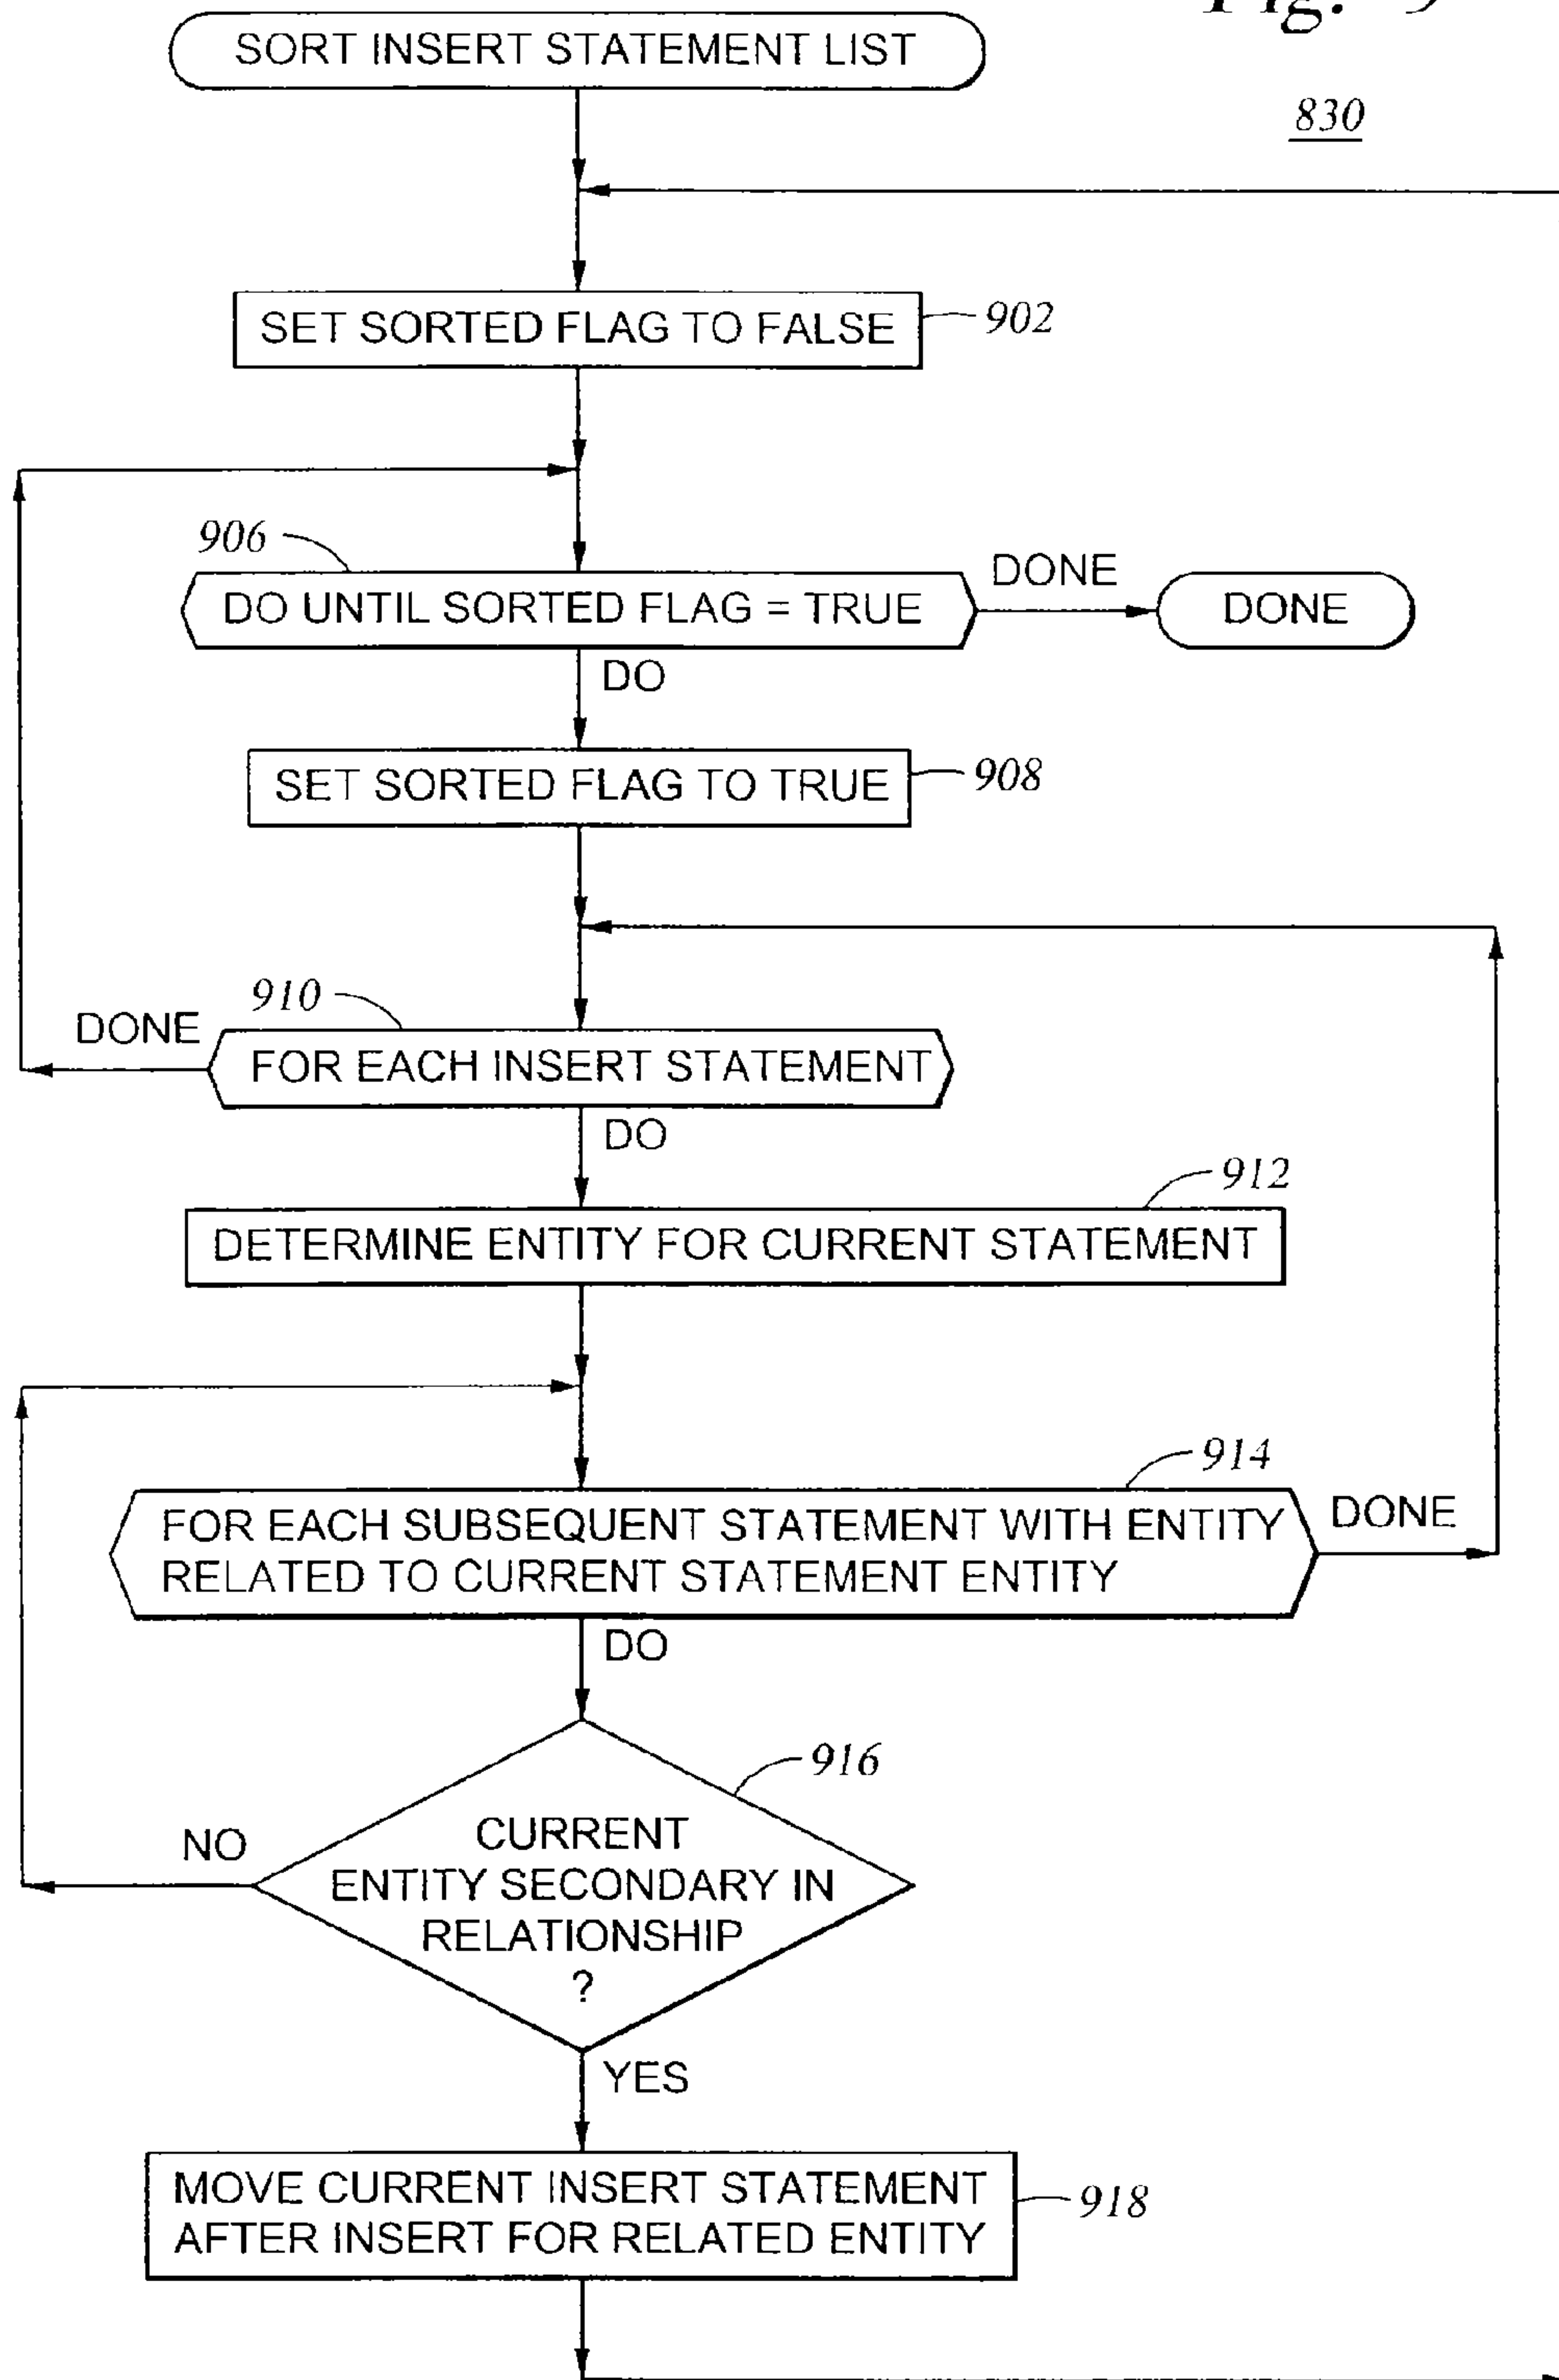 Fig. 9
SORT INSERT STATEMENT LIST
830
SET SORTED FLAG TO FALSE
902
906
DO UNTIL SORTED FLAG = TRUE
DONE
DONE
DO
SET SORTED FLAG TO TRUE
908
910
DONE
FOR EACH INSERT STATEMENT
DO
912
DETERMINE ENTITY FOR CURRENT STATEMENT
914
FOR EACH SUBSEQUENT STATEMENT WITH ENTITY
RELATED TO CURRENT STATEMENT ENTITY
DONE
DO
916
NO
CURRENT
ENTITY SECONDARY IN
RELATIONSHIP
?
YES
MOVE CURRENT INSERT STATEMENT
AFTER INSERT FOR RELATED ENTITY
918